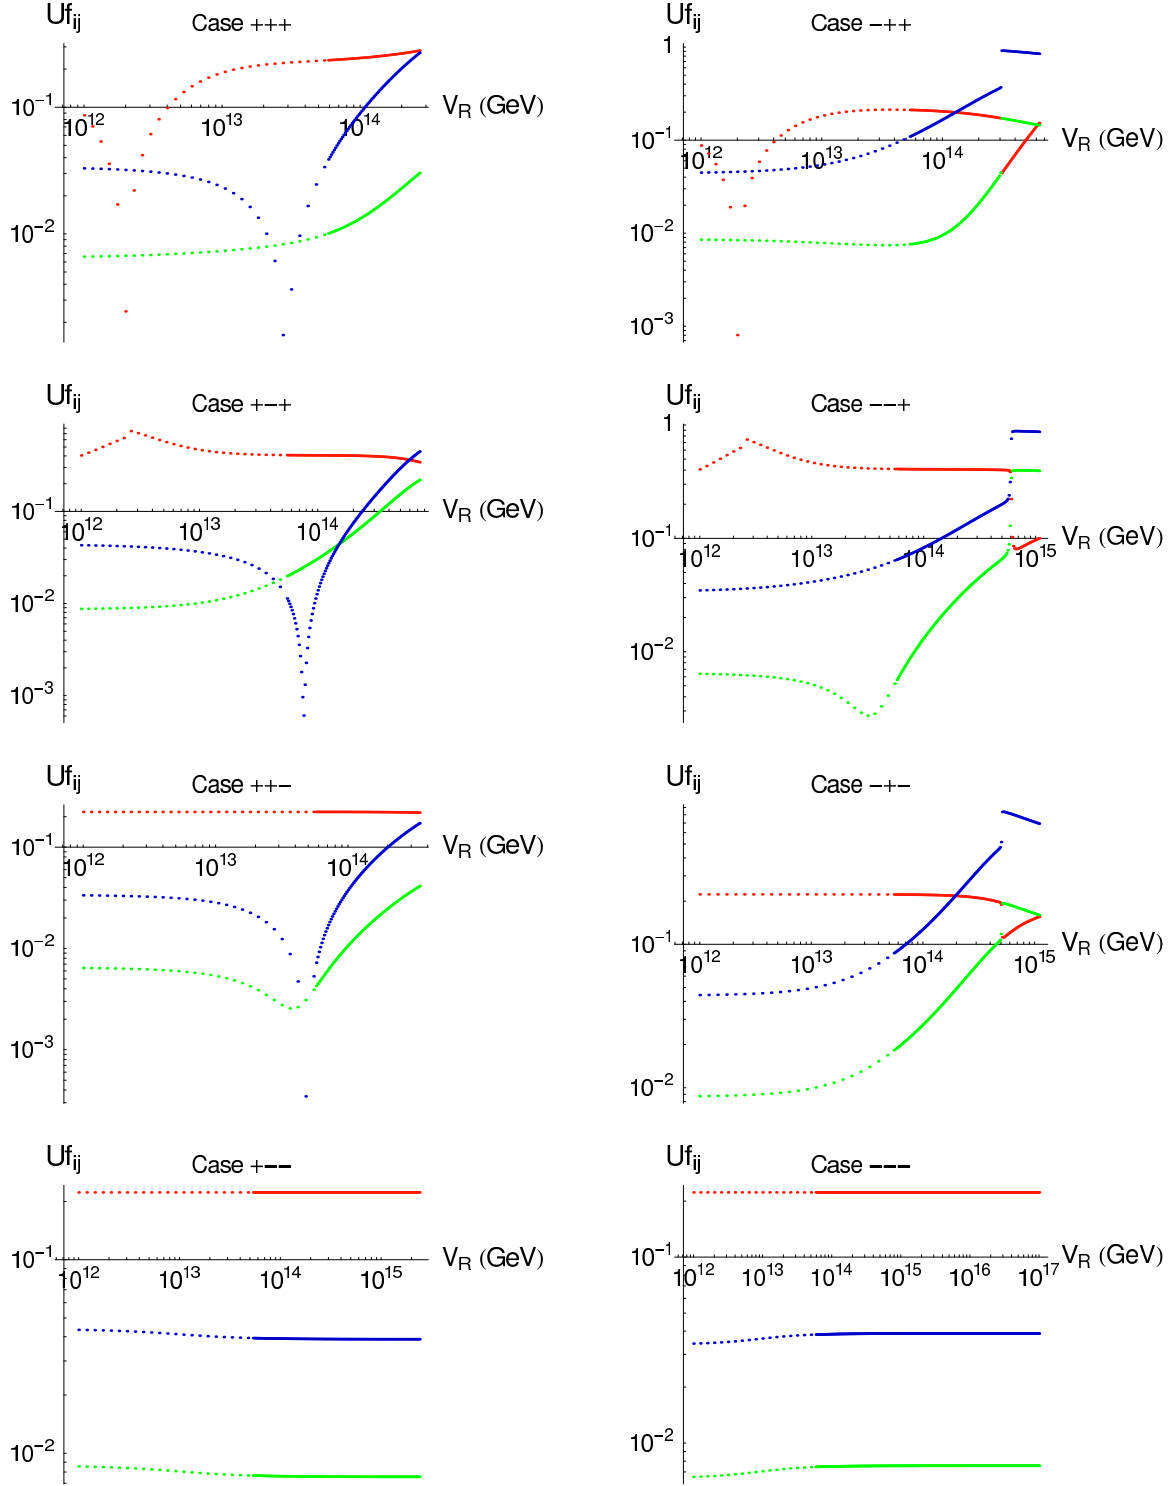 Uf_ij Case +++
10^−1 V_R (GeV)
10^12 10^13 10^14
10^−2
Uf_ij Case −++
1
10^−1 V_R (GeV)
10^12 10^13 10^14
10^−2
10^−3
Uf_ij Case +−+
10^−1 V_R (GeV)
10^12 10^13 10^14
10^−2
10^−3
Uf_ij Case −−+
1
10^−1 V_R (GeV)
10^12 10^13 10^14 10^15
10^−2
Uf_ij Case ++−
10^−1 V_R (GeV)
10^12 10^13 10^14
10^−2
10^−3
Uf_ij Case −+−
10^−1 V_R (GeV)
10^12 10^13 10^14 10^15
10^−2
Uf_ij Case +−−
10^−1 V_R (GeV)
10^12 10^13 10^14 10^15
10^−2
Uf_ij Case −−−
10^−1 V_R (GeV)
10^12 10^13 10^14 10^15 10^16 10^17
10^−2